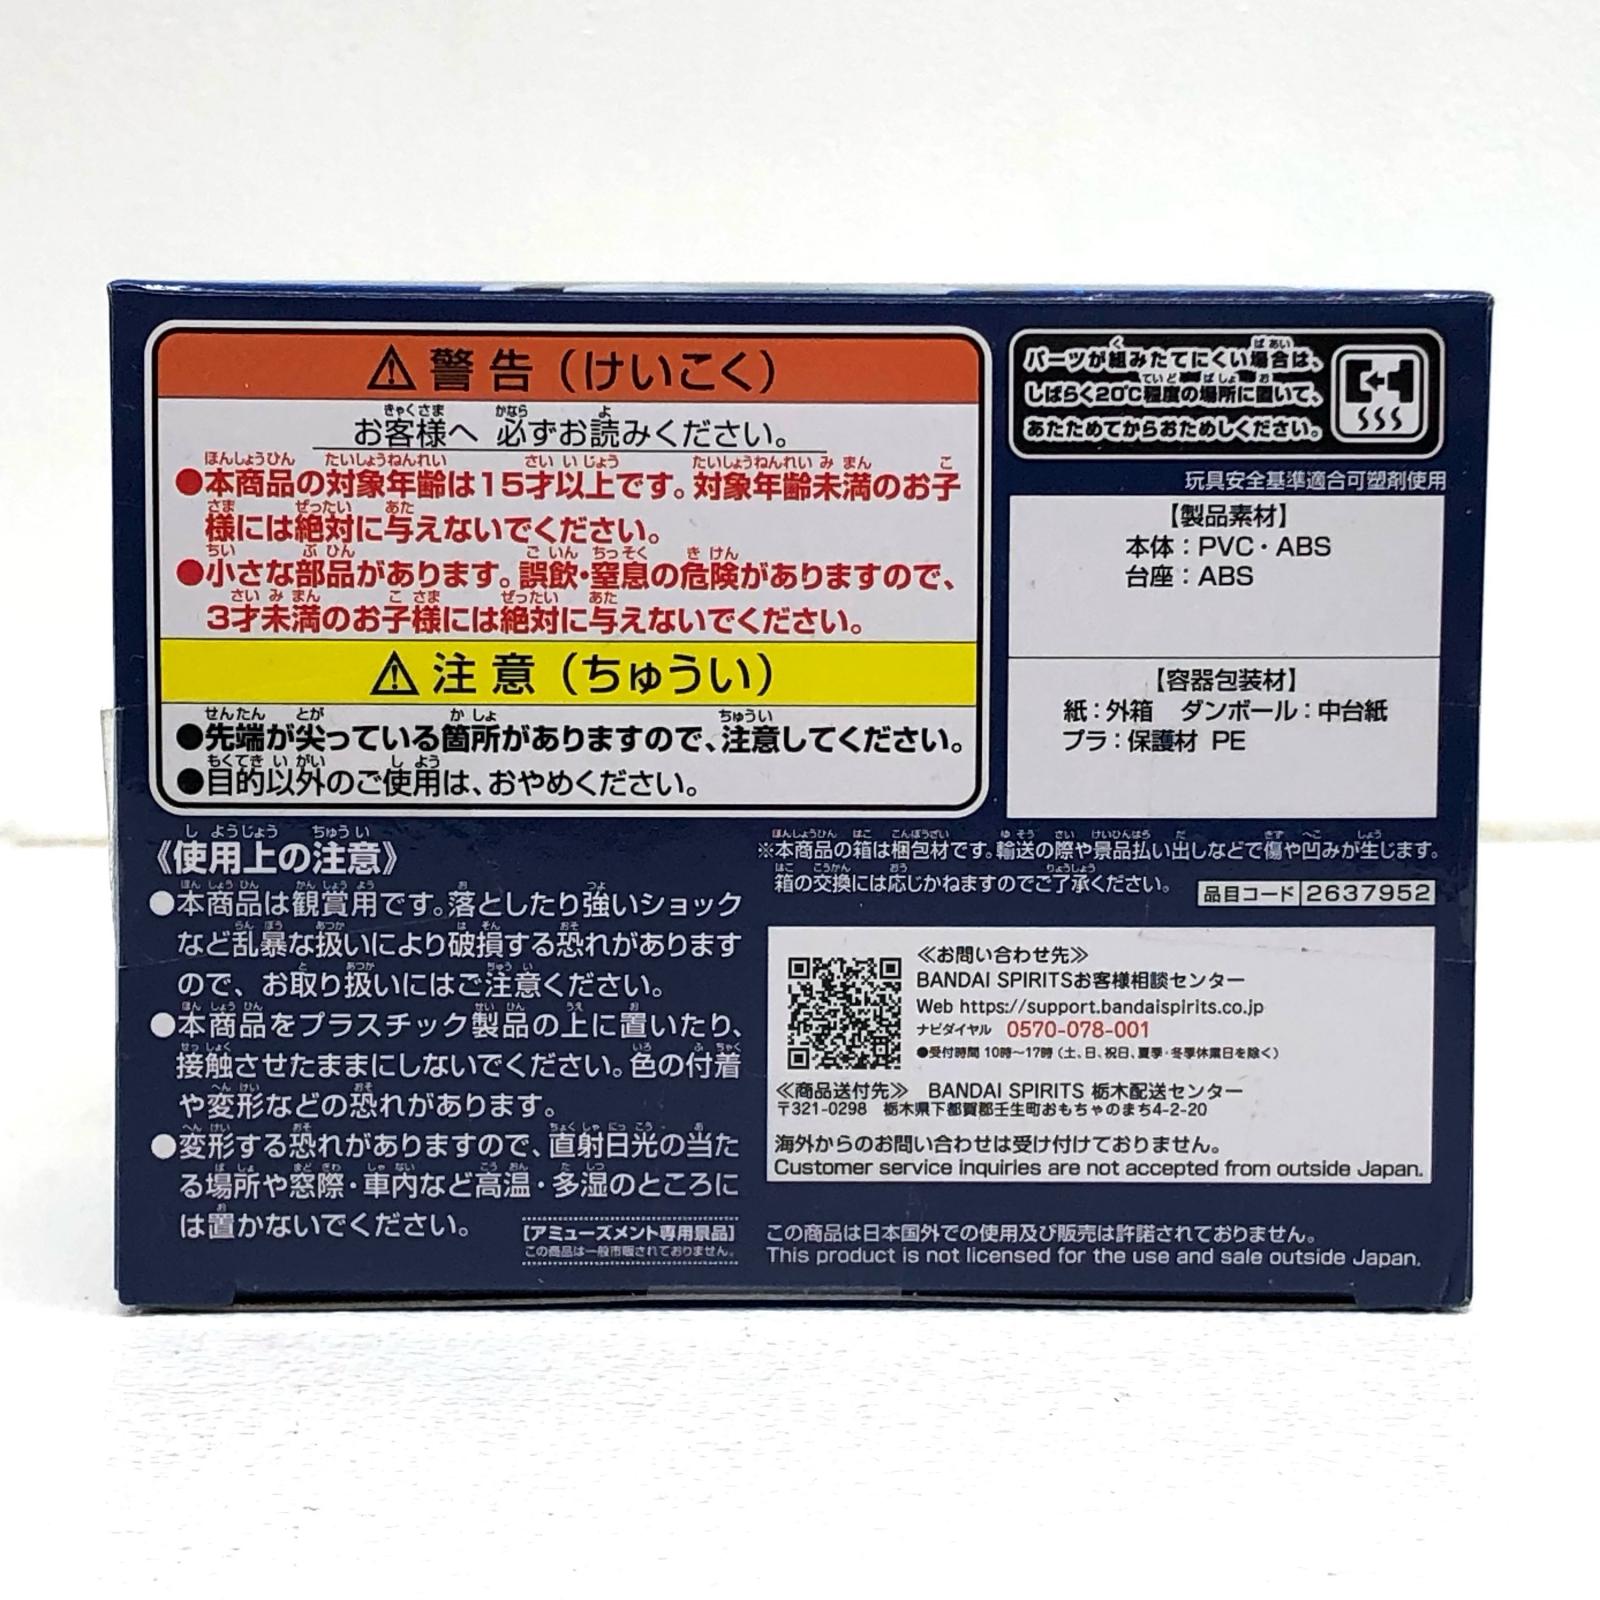 ⚠警告（けいこく）
お客様へ 必ずお読みください。
●本商品の対象年齢は15才以上です。対象年齢未満のお子
様には絶対に与えないでください。
●小さな部品があります。誤飲・窒息の危険がありますので、
3才未満のお子様には絶対に与えないでください。
⚠注意（ちゅうい）
●先端が尖っている箇所がありますので、注意してください。
●目的以外のご使用は、おやめください。
パーツが組みたてにくい場合は、
しばらく20℃程度の場所に置いて、
あたためてからおためしください。
玩具安全基準適合可塑剤使用
【製品素材】
本体：PVC・ABS
台座：ABS
【容器包装材】
紙：外箱 ダンボール：中台紙
プラ：保護材 PE
《使用上の注意》
●本商品は観賞用です。落としたり強いショック
など乱暴な扱いにより破損する恐れがあります
ので、お取り扱いにはご注意ください。
●本商品をプラスチック製品の上に置いたり、
接触させたままにしないでください。色の付着
や変形などの恐れがあります。
●変形する恐れがありますので、直射日光の当た
る場所や窓際・車内など高温・多湿のところに
は置かないでください。
[アミューズメント専用景品]
この商品は一般市販されておりません。
※本商品の箱は梱包材です。輸送の際や景品払い出しなどで傷や凹みが生じます。
箱の交換には応じかねますのでご了承ください。
品目コード 2637952
≪お問い合わせ先≫
BANDAI SPIRITSお客様相談センター
Web https://support.bandaispirits.co.jp
ナビダイヤル 0570-078-001
●受付時間 10時～17時（土、日、祝日、夏季・冬季休業日を除く）
≪商品送付先≫ BANDAI SPIRITS 栃木配送センター
〒321-0298 栃木県下都賀郡壬生町おもちゃのまち4-2-20
海外からのお問い合わせは受け付けておりません。
Customer service inquiries are not accepted from outside Japan.
この商品は日本国外での使用及び販売は許諾されておりません。
This product is not licensed for the use and sale outside Japan.